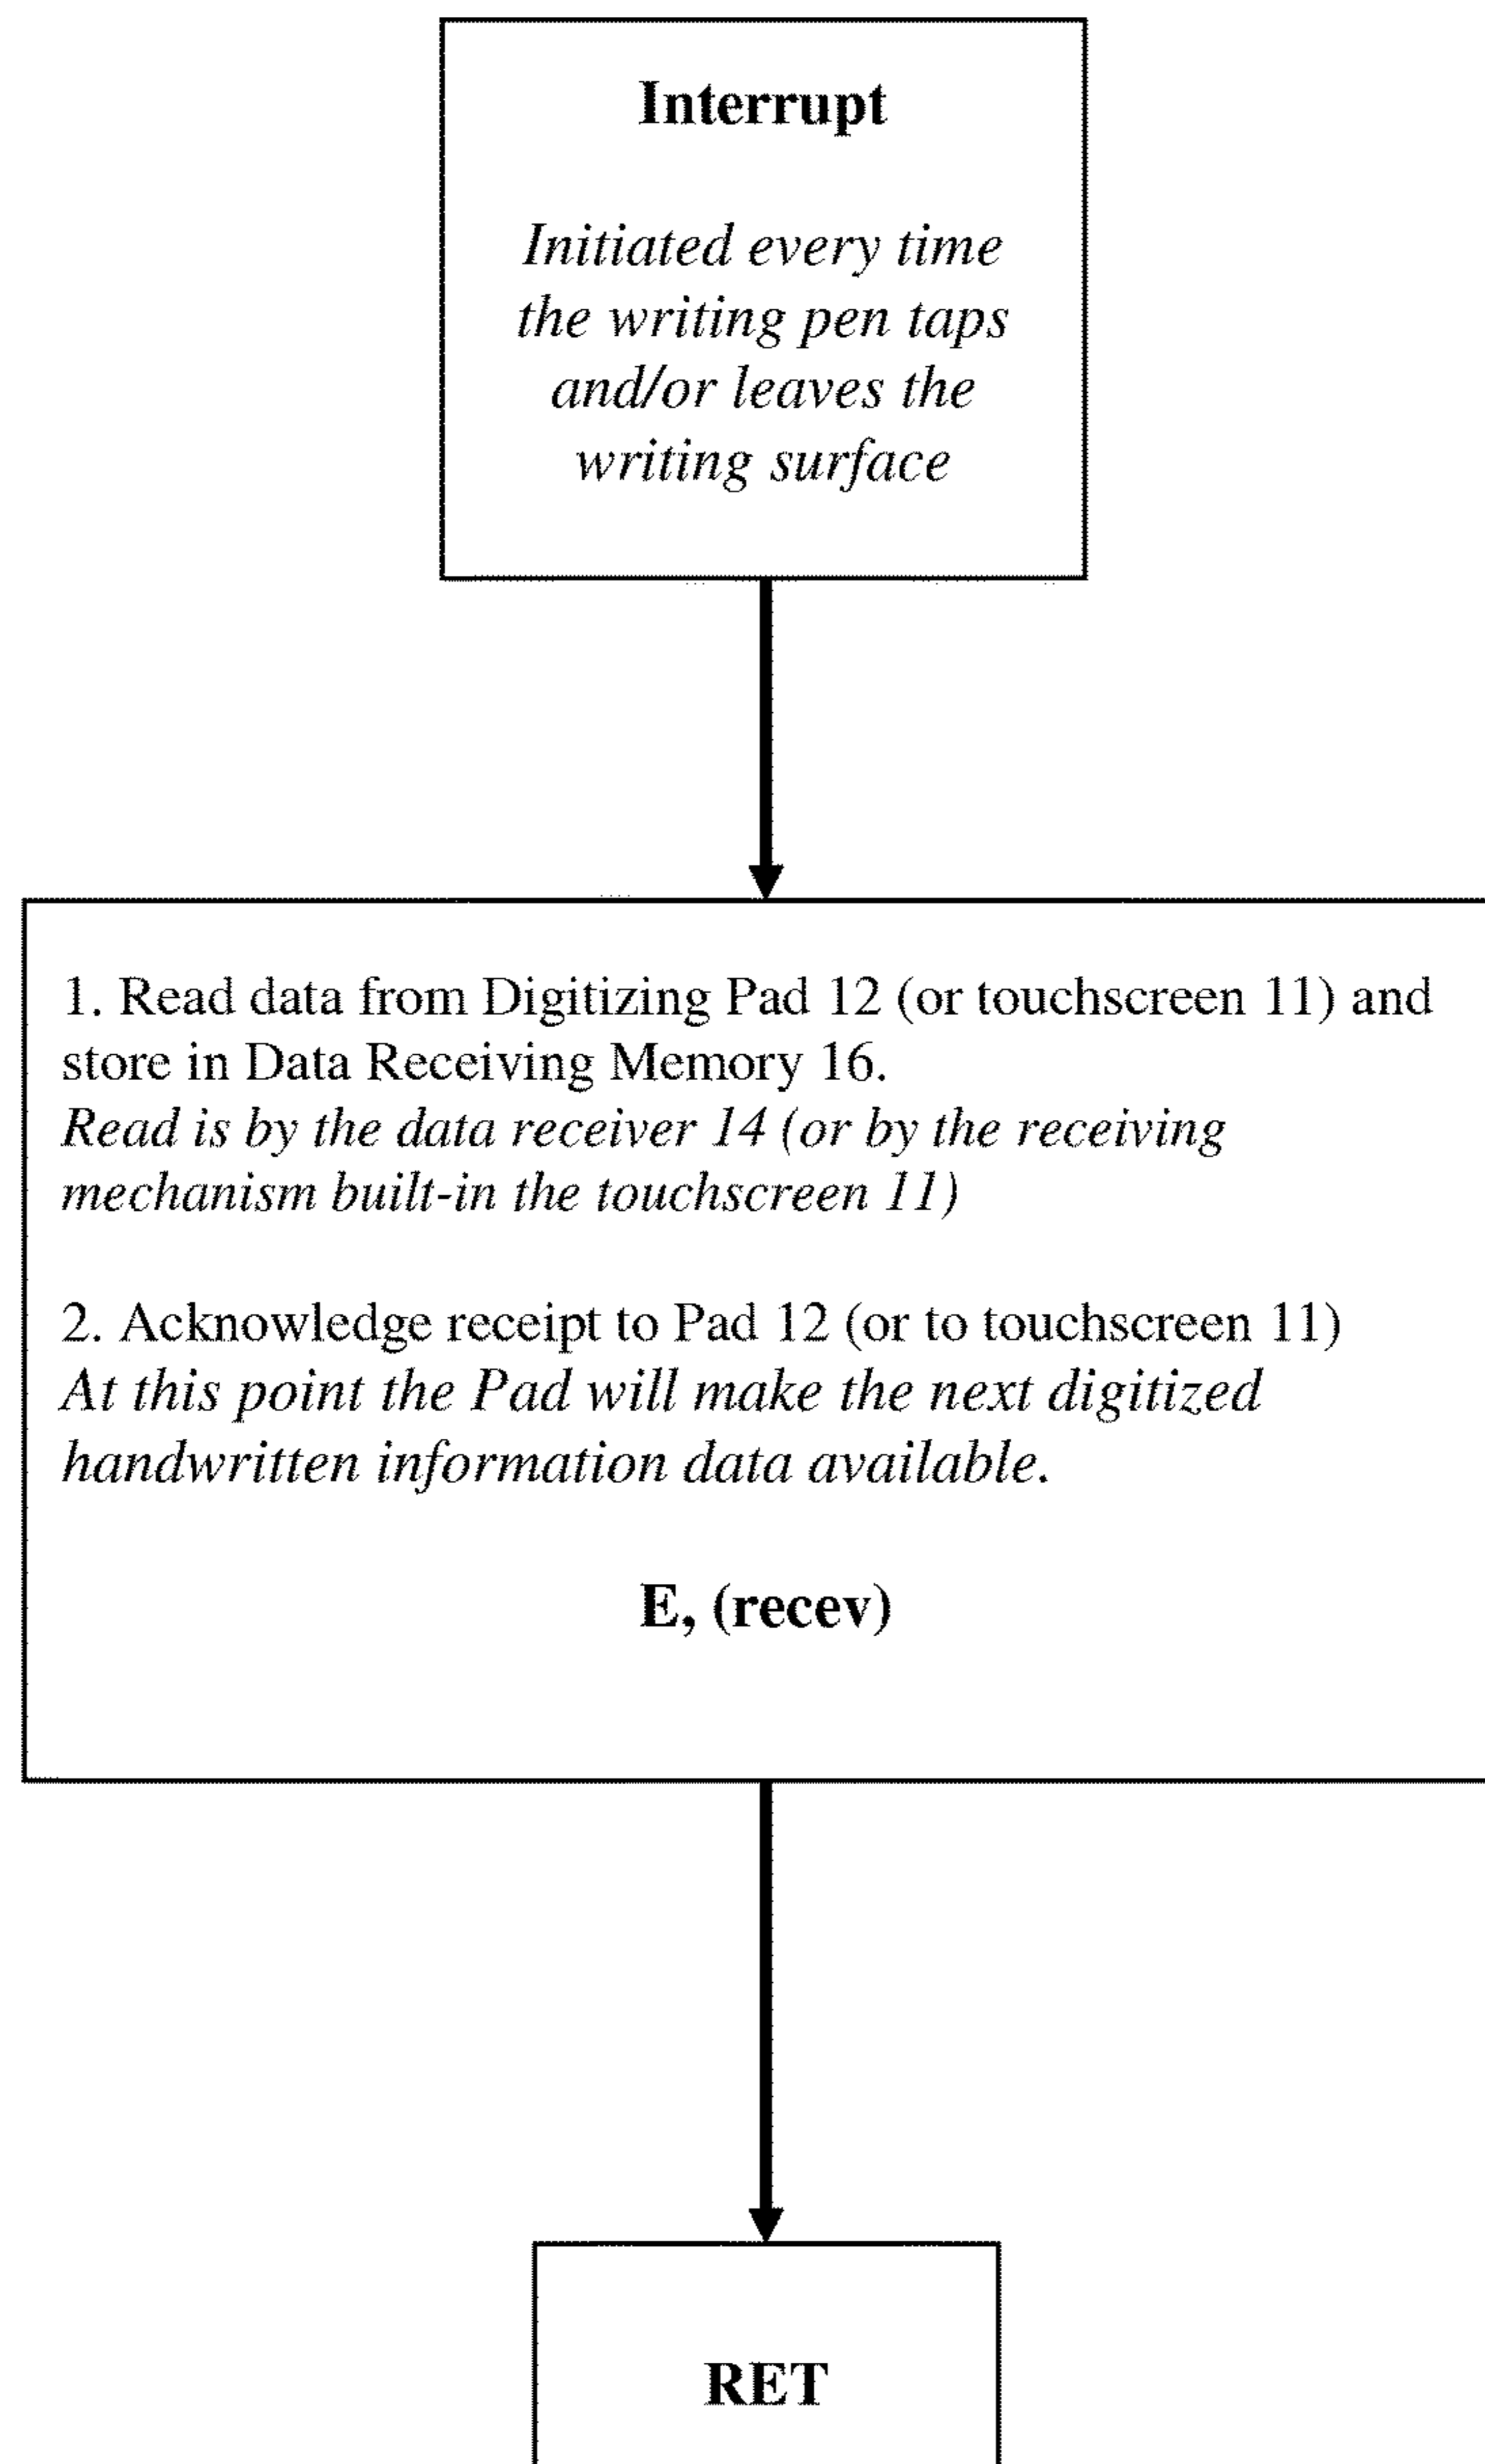 Interrupt
Initiated every time
the writing pen taps
and/or leaves the
writing surface
1. Read data from Digitizing Pad 12 (or touchscreen 11) and
store in Data Receiving Memory 16.
Read is by the data receiver 14 (or by the receiving
mechanism built-in the touchscreen 11)
2. Acknowledge receipt to Pad 12 (or to touchscreen 11)
At this point the Pad will make the next digitized
handwritten information data available.
E, (recev)
RET